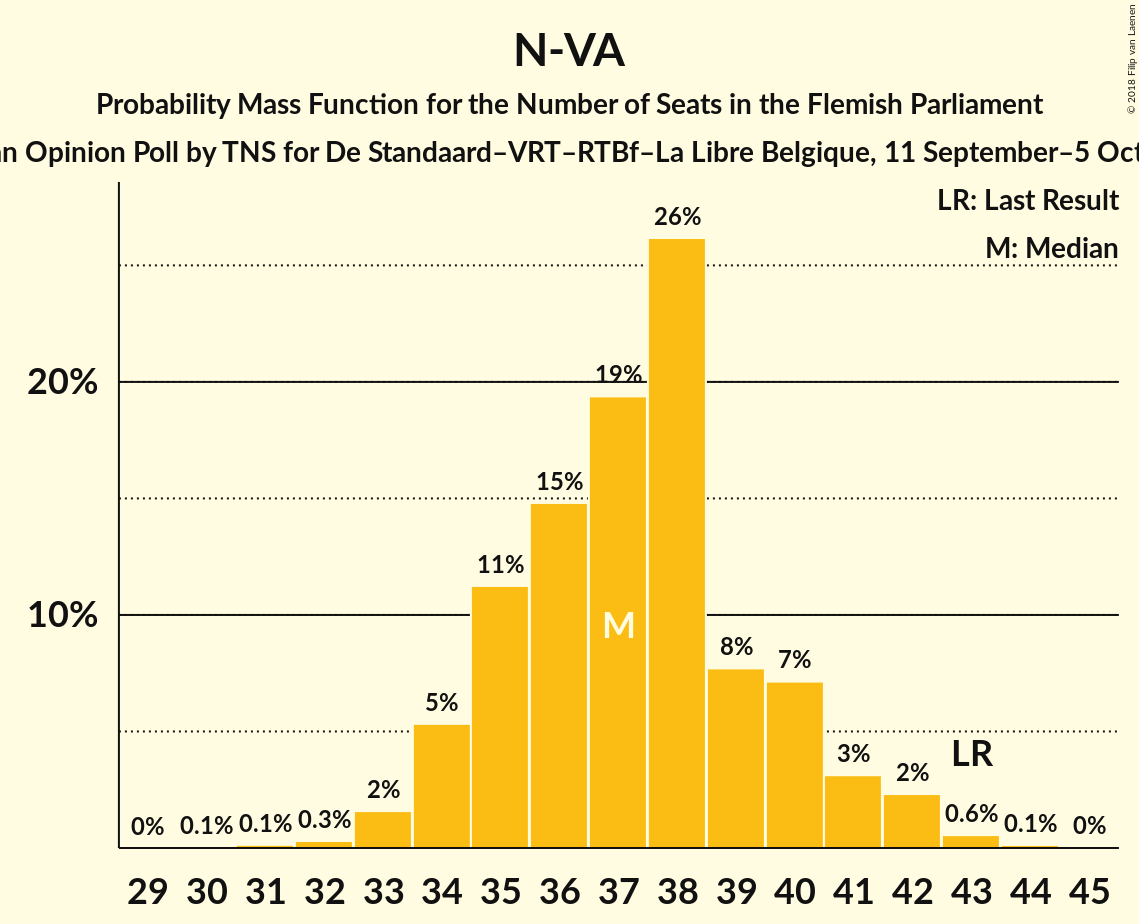 N-VA
Probability Mass Function for the Number of Seats in the Flemish Parliament
an Opinion Poll by TNS for De Standaard–VRT–RTBf–La Libre Belgique, 11 September–5 Oct
© 2018 Filip van Laenen
LR: Last Result
M: Median
26%
20%
19%
15%
11%
10%
M
8%
7%
5%
LR
3%
2%
2%
0%
0.1%
0.1%
0.3%
0.6%
0.1%
0%
29 30 31 32 33 34 35 36 37 38 39 40 41 42 43 44 45